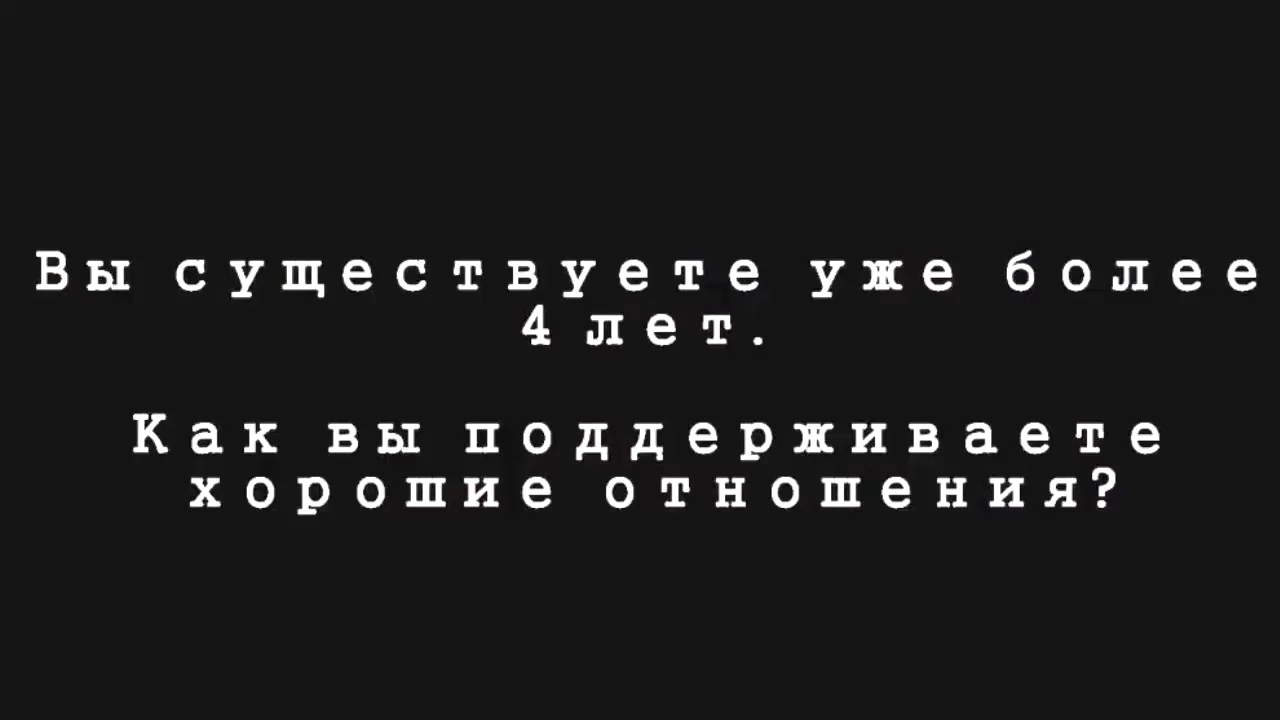 Вы существуете уже более
4 лет.
Как вы поддерживаете
хорошие отношения?